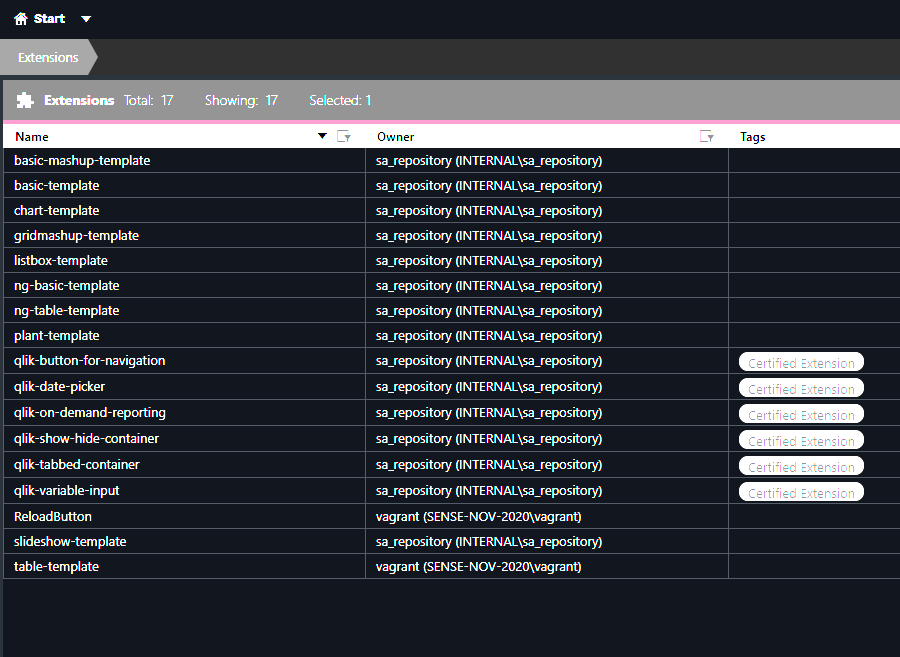 Start
Extensions
Extensions Total: 17 Showing: 17 Selected: 1
Name Owner Tags
basic-mashup-template sa_repository (INTERNAL\sa_repository)
basic-template sa_repository (INTERNAL\sa_repository)
chart-template sa_repository (INTERNAL\sa_repository)
gridmashup-template sa_repository (INTERNAL\sa_repository)
listbox-template sa_repository (INTERNAL\sa_repository)
ng-basic-template sa_repository (INTERNAL\sa_repository)
ng-table-template sa_repository (INTERNAL\sa_repository)
plant-template sa_repository (INTERNAL\sa_repository)
qlik-button-for-navigation sa_repository (INTERNAL\sa_repository) Certified Extension
qlik-date-picker sa_repository (INTERNAL\sa_repository) Certified Extension
qlik-on-demand-reporting sa_repository (INTERNAL\sa_repository) Certified Extension
qlik-show-hide-container sa_repository (INTERNAL\sa_repository) Certified Extension
qlik-tabbed-container sa_repository (INTERNAL\sa_repository) Certified Extension
qlik-variable-input sa_repository (INTERNAL\sa_repository) Certified Extension
ReloadButton vagrant (SENSE-NOV-2020\vagrant)
slideshow-template sa_repository (INTERNAL\sa_repository)
table-template vagrant (SENSE-NOV-2020\vagrant)